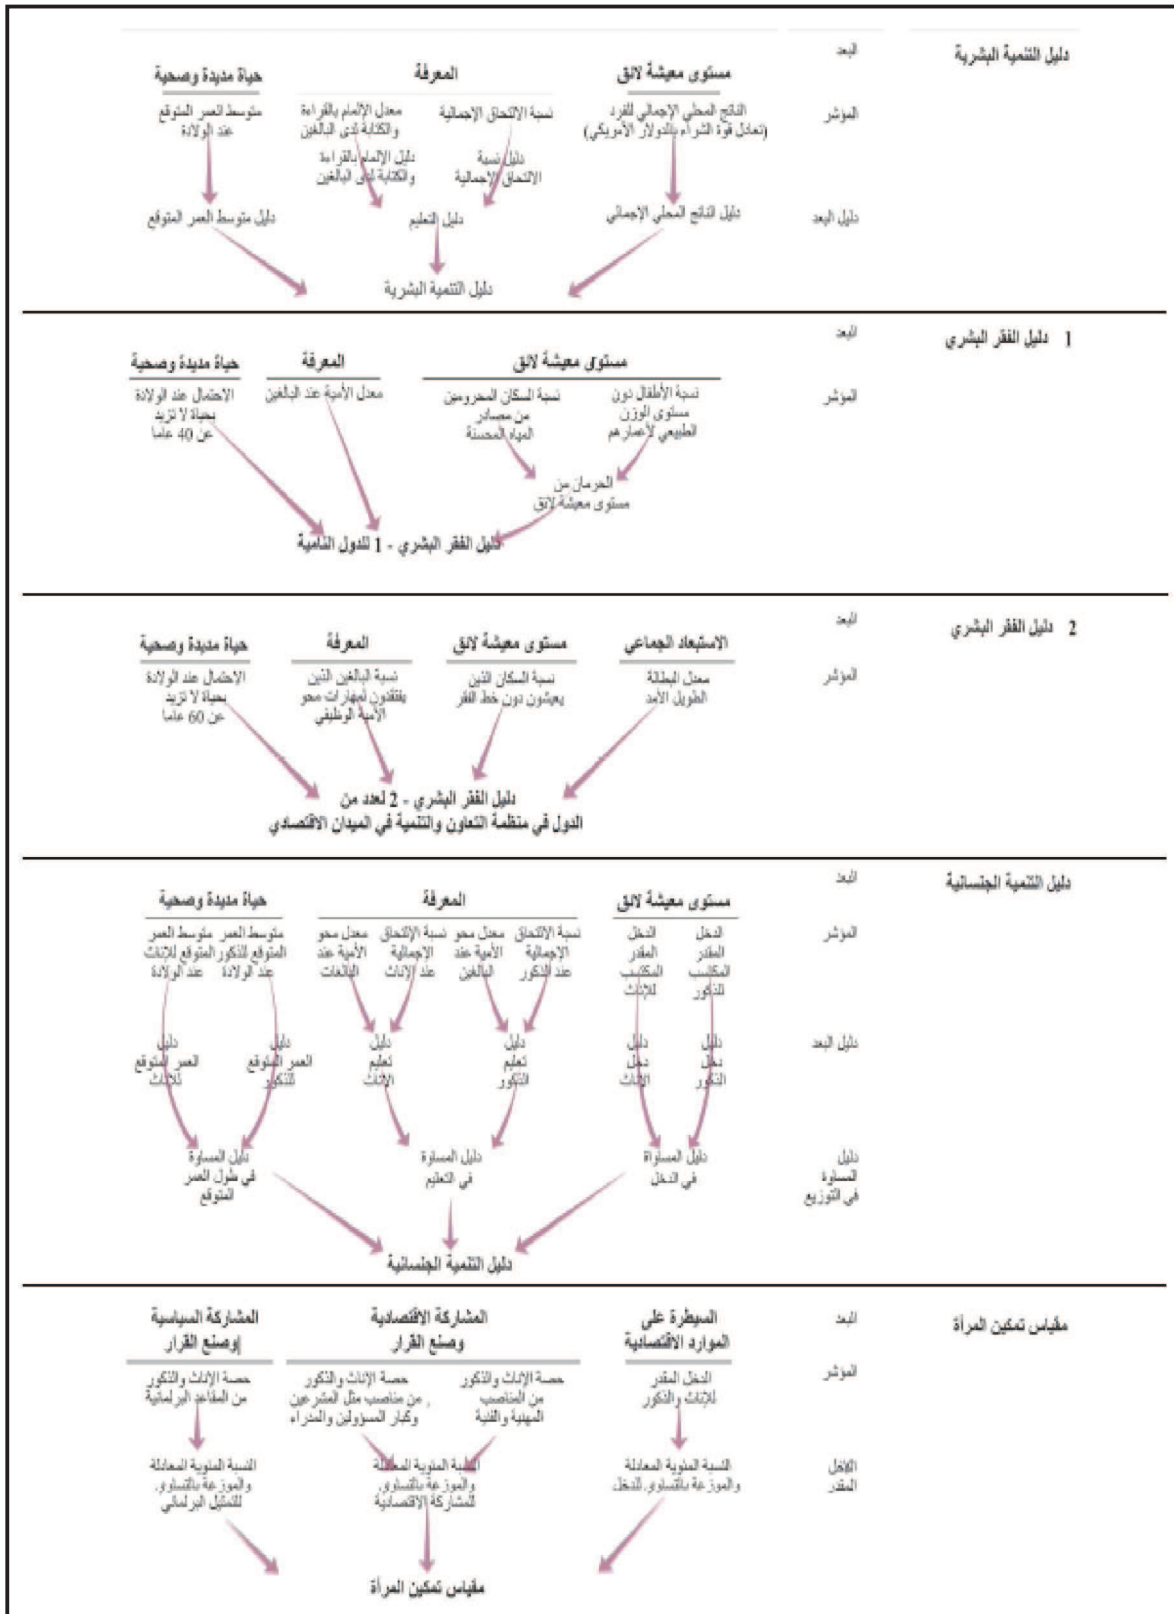 دليل التنمية البشرية
البعد
مستوى معيشة لائق
المعرفة
حياة مديدة وصحية
المؤشر
الناتج المحلي الإجمالي للفرد
(تعادل قوة الشراء بالدولار الأمريكي)
نسبة الالتحاق الإجمالية
معدل الإلمام بالقراءة
والكتابة لدى البالغين
متوسط العمر المتوقع
عند الولادة
دليل نسبة
الالتحاق الإجمالية
دليل الإلمام بالقراءة
والكتابة لدى البالغين
دليل البعد
دليل الناتج المحلي الإجمالي
دليل التعليم
دليل متوسط العمر المتوقع
دليل التنمية البشرية
1 دليل الفقر البشري
البعد
مستوى معيشة لائق
المعرفة
حياة مديدة وصحية
المؤشر
نسبة الأطفال دون
مستوى الوزن
الطبيعي لأعمارهم
نسبة السكان المحرومين
من مصادر
المياه المحسنة
معدل الأمية عند البالغين
الاحتمال عند الولادة
بحياة لا تزيد
عن 40 عاما
الحرمان من
مستوى معيشة لائق
دليل الفقر البشري - 1 للدول النامية
2 دليل الفقر البشري
البعد
الاستبعاد الجماعي
مستوى معيشة لائق
المعرفة
حياة مديدة وصحية
المؤشر
معدل البطالة
الطويل الأمد
نسبة السكان الذين
يعيشون دون خط الفقر
نسبة البالغين الذين
يفتقدون لمهارات محو
الأمية الوظيفي
الاحتمال عند الولادة
بحياة لا تزيد
عن 60 عاما
دليل الفقر البشري - 2 لعدد من
الدول في منظمة التعاون والتنمية في الميدان الاقتصادي
دليل التنمية الجنسانية
البعد
مستوى معيشة لائق
المعرفة
حياة مديدة وصحية
المؤشر
الدخل
المقدر
المكتسب
للذكور
الدخل
المقدر
المكتسب
للإناث
نسبة الالتحاق
الإجمالية
عند الذكور
معدل محو
الأمية عند
البالغين
نسبة الإلتحاق
الإجمالية
عند الإناث
معدل محو
الأمية عند
البالغات
متوسط العمر
المتوقع للذكور
عند الولادة
متوسط العمر
المتوقع للإناث
عند الولادة
دليل البعد
دليل
دخل
الذكور
دليل
دخل
الإناث
دليل
تعليم
الذكور
دليل
تعليم
الإناث
دليل
العمر المتوقع
للذكور
دليل
العمر المتوقع
للإناث
دليل
المساوة
في التوزيع
دليل المساواة
في الدخل
دليل المساوة
في التعليم
دليل المساوة
في طول العمر
المتوقع
دليل التنمية الجنسانية
مقياس تمكين المرأة
البعد
السيطرة على
الموارد الاقتصادية
المشاركة الاقتصادية
وصنع القرار
المشاركة السياسية
وصنع القرار
المؤشر
الدخل المقدر
للإناث والذكور
حصة الإناث والذكور
من المناصب
المهنية والفنية
حصة الإناث والذكور
من مناصب مثل المشرعين
وكبار المسؤولين والمدراء
حصة الإناث والذكور
من المقاعد البرلمانية
المقدر
النسبة المئوية المعادلة
والموزعة بالتساوي للدخل
النسبة المئوية المعادلة
والموزعة بالتساوي
للمشاركة الاقتصادية
النسبة المئوية المعادلة
والموزعة بالتساوي
للتمثيل البرلماني
مقياس تمكين المرأة